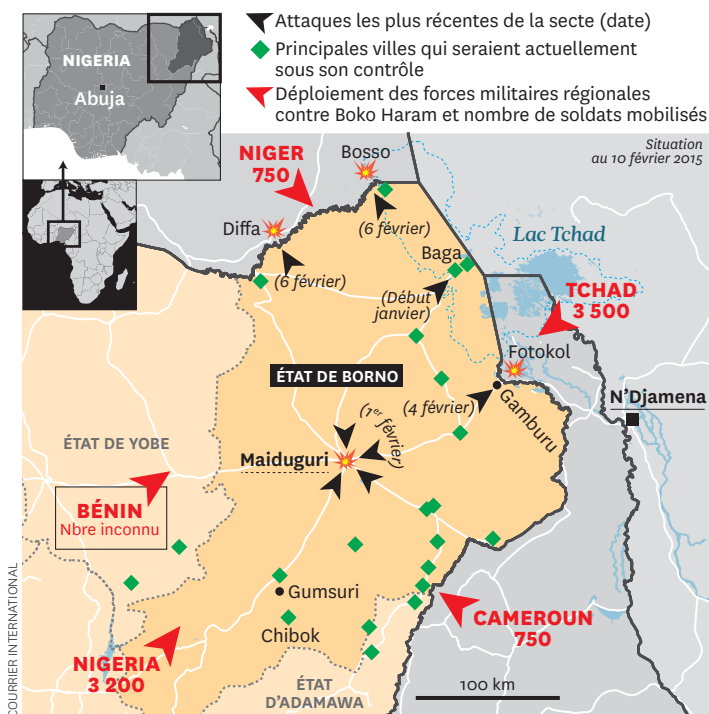 Attaques les plus récentes de la secte (date)
Principales villes qui seraient actuellement
sous son contrôle
Déploiement des forces militaires régionales
contre Boko Haram et nombre de soldats mobilisés
NIGERIA
Abuja
Situation
au 10 février 2015
NIGER
750
Bosso
Diffa
(6 février)
(6 février)
Baga
Lac Tchad
(Début
janvier)
TCHAD
3 500
Fotokol
ÉTAT DE BORNO
(4 février)
Gamburu
N'Djamena
(1er février)
ÉTAT DE YOBE
Maiduguri
BÉNIN
Nbre inconnu
Gumsuri
Chibok
CAMEROUN
750
NIGERIA
3 200
ÉTAT
D'ADAMAWA
100 km
COURRIER INTERNATIONAL